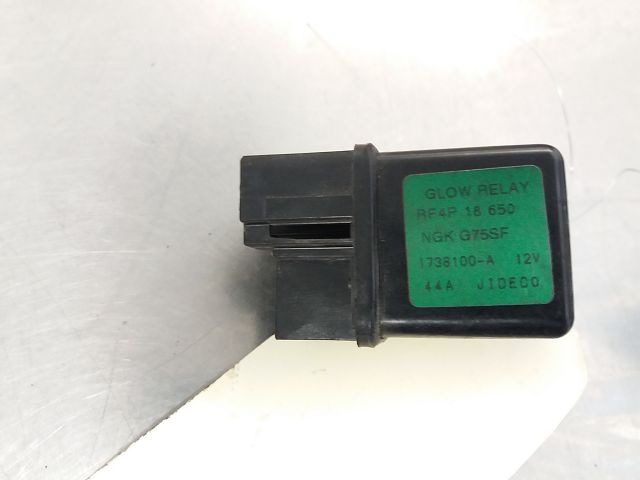 GLOW RELAY
RF4P 18 650
NGK G75SF
1738100-A 12V
44A JIDECO